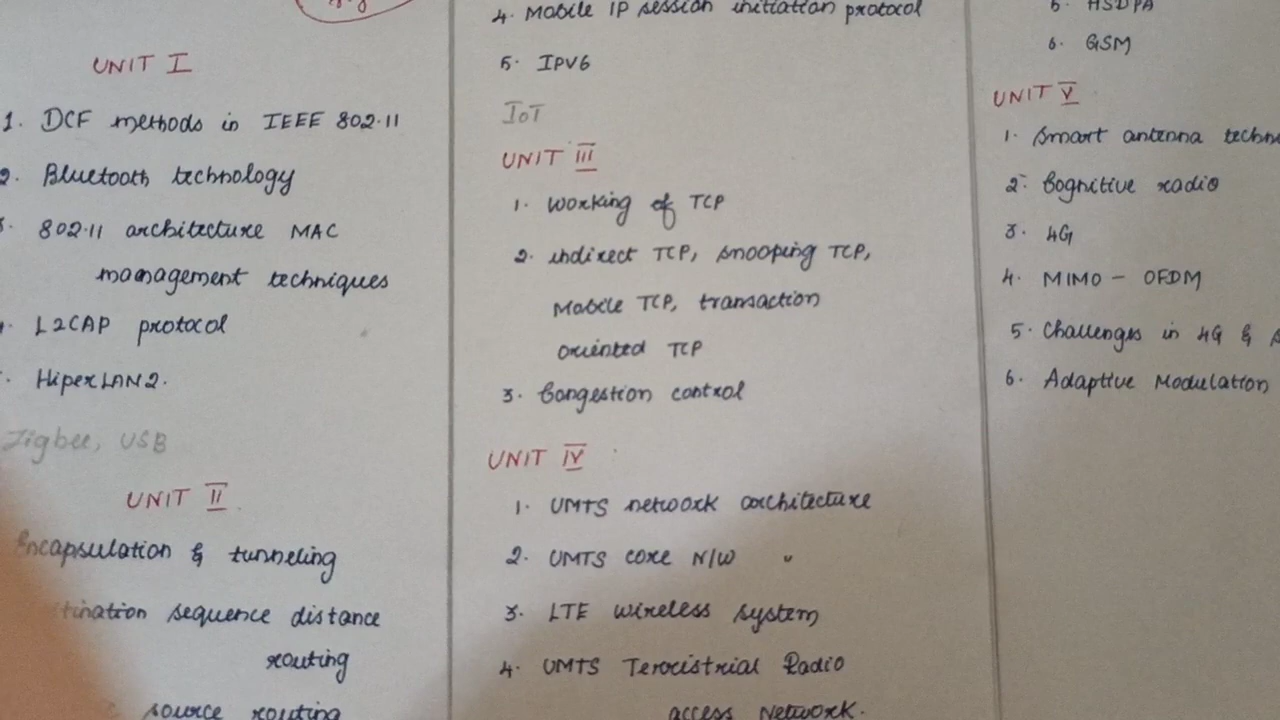 UNIT I
1. DCF methods in IEEE 802.11
2. Bluetooth technology
3. 802.11 architecture MAC
management techniques
L2CAP protocol
HiperLAN2.
Zigbee, USB
UNIT II
Encapsulation & tunneling
sequence distance
routing
source routing
4. Mobile IP session initiation protocol
5. IPV6
IoT
UNIT III
1. Working of TCP
2. indirect TCP, snooping TCP,
Mobile TCP, transaction
oriented TCP
3. Congestion control
UNIT IV
1. UMTS network architecture
2. UMTS core N/W "
3. LTE wireless system
4. UMTS Terocistrial Radio
access Network.
5. HSDPA
6. GSM
UNIT V
1. Smart antenna
2. Cognitive radio
3. 4G
4. MIMO - OFDM
5. Challenges in 4G &
6. Adaptive Modulation